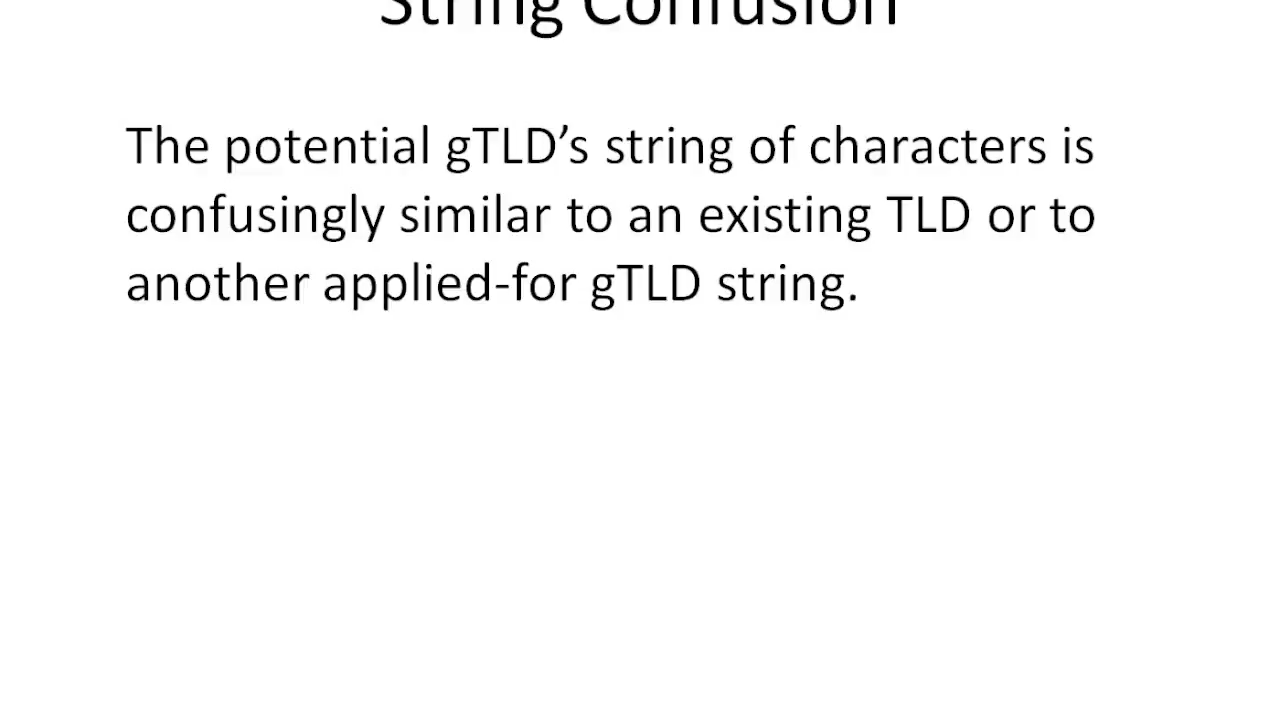 String Confusion
The potential gTLD’s string of characters is
confusingly similar to an existing TLD or to
another applied-for gTLD string.